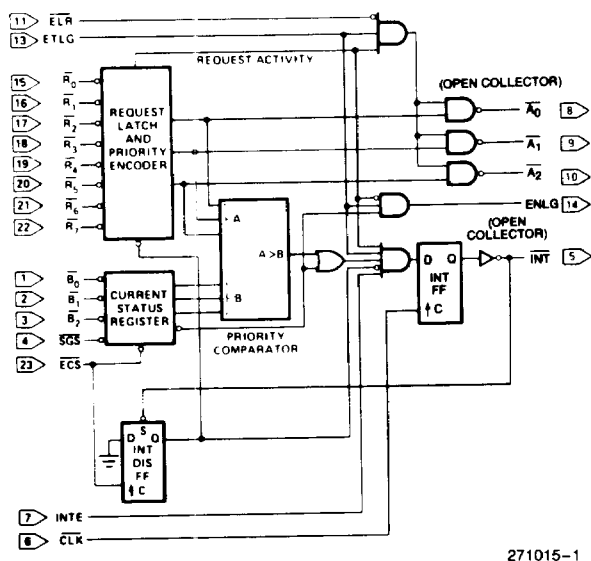 11 ELR
13 ETLG
REQUEST ACTIVITY
15 R0
16 R1
17 R2
18 R3
19 R4
20 R5
21 R6
22 R7
REQUEST
LATCH
AND
PRIORITY
ENCODER
(OPEN COLLECTOR)
A0 8
A1 9
A2 10
ENLG 14
(OPEN
COLLECTOR)
INT 5
A
A>B
B
PRIORITY
COMPARATOR
D Q
INT
FF
C
1 B0
2 B1
3 B2
4 SGS
23 ECS
CURRENT
STATUS
REGISTER
S
D Q
INT
DIS
FF
C
7 INTE
6 CLK
271015-1